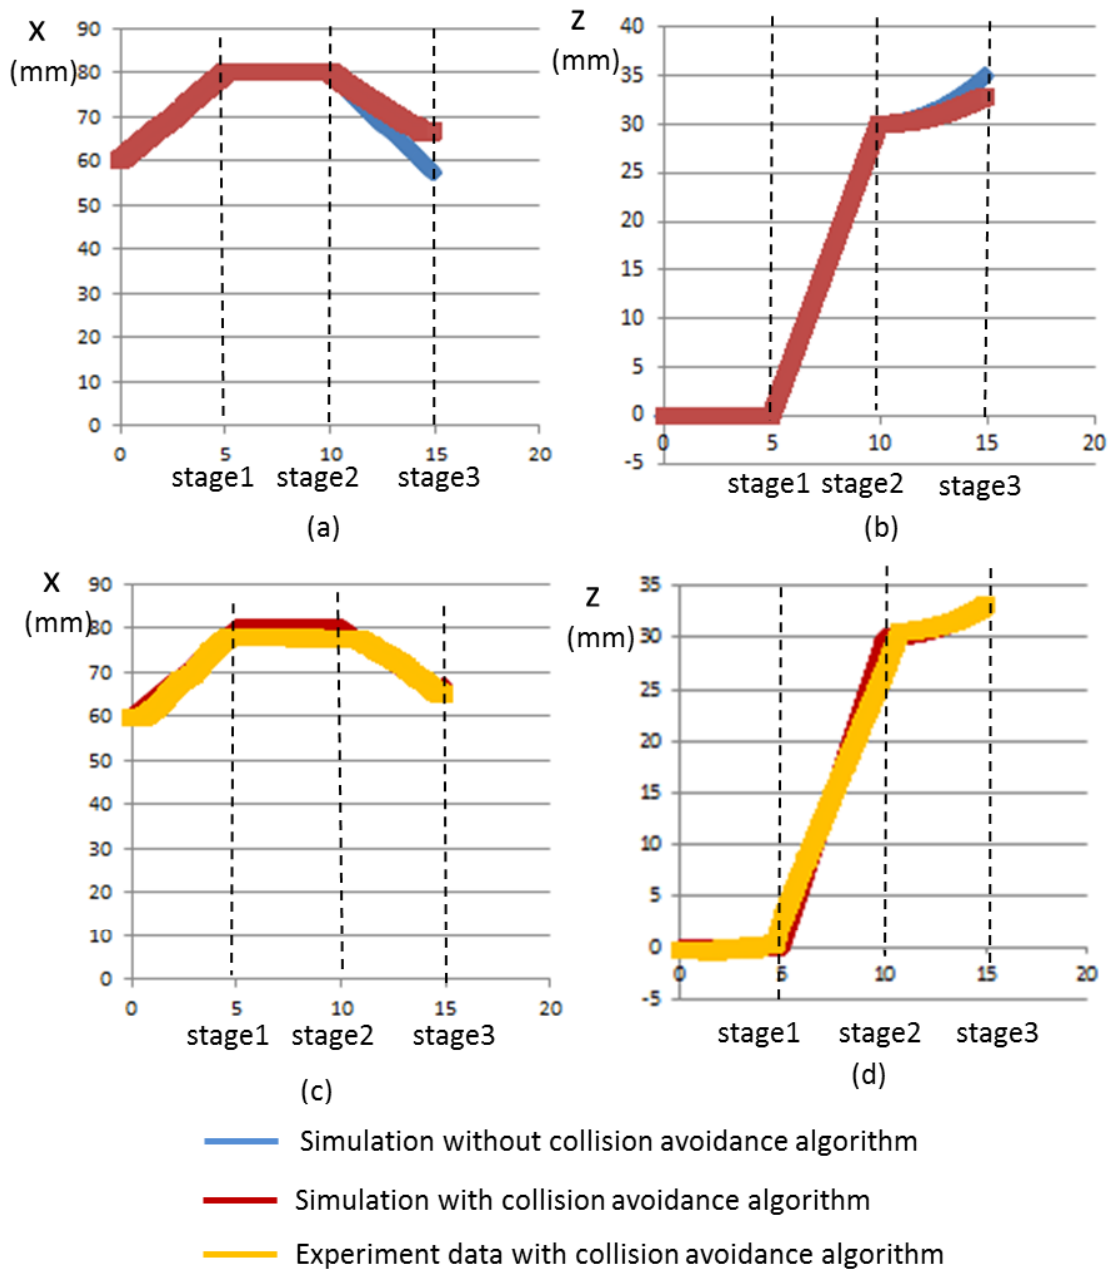 x
(mm)
90
80
70
60
50
40
30
20
10
0
0 5 10 15 20
stage1 stage2 stage3
(a)
z
(mm)
40
35
30
25
20
15
10
5
0
-5
0 5 10 15 20
stage1 stage2 stage3
(b)
x
(mm)
90
80
70
60
50
40
30
20
10
0
0 5 10 15 20
stage1 stage2 stage3
(c)
z
(mm)
35
30
25
20
15
10
5
0
-5
0 5 10 15 20
stage1 stage2 stage3
(d)
Simulation without collision avoidance algorithm
Simulation with collision avoidance algorithm
Experiment data with collision avoidance algorithm